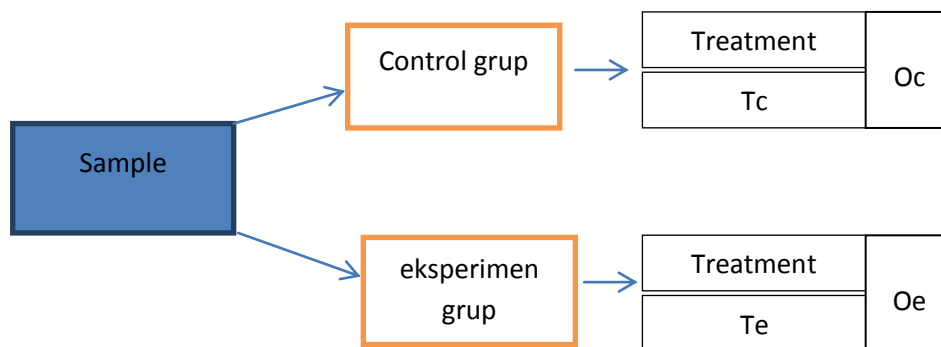 Sample
Control grup
Treatment
Tc
Oc
eksperimen
grup
Treatment
Te
Oe